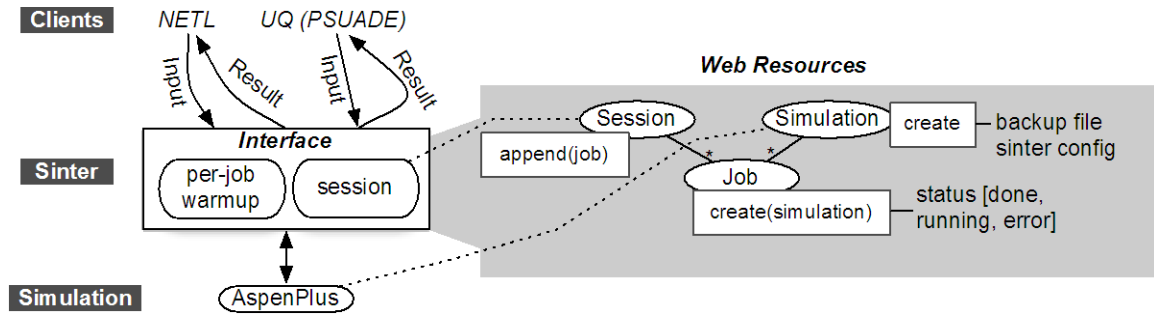 Clients
NETL
UQ (PSUADE)
Input
Result
Input
Result
Web Resources
Interface
Session
Simulation
create
backup file
sinter config
append(job)
Sinter
per-job
warmup
session
*
*
Job
create(simulation)
status [done,
running, error]
Simulation
AspenPlus